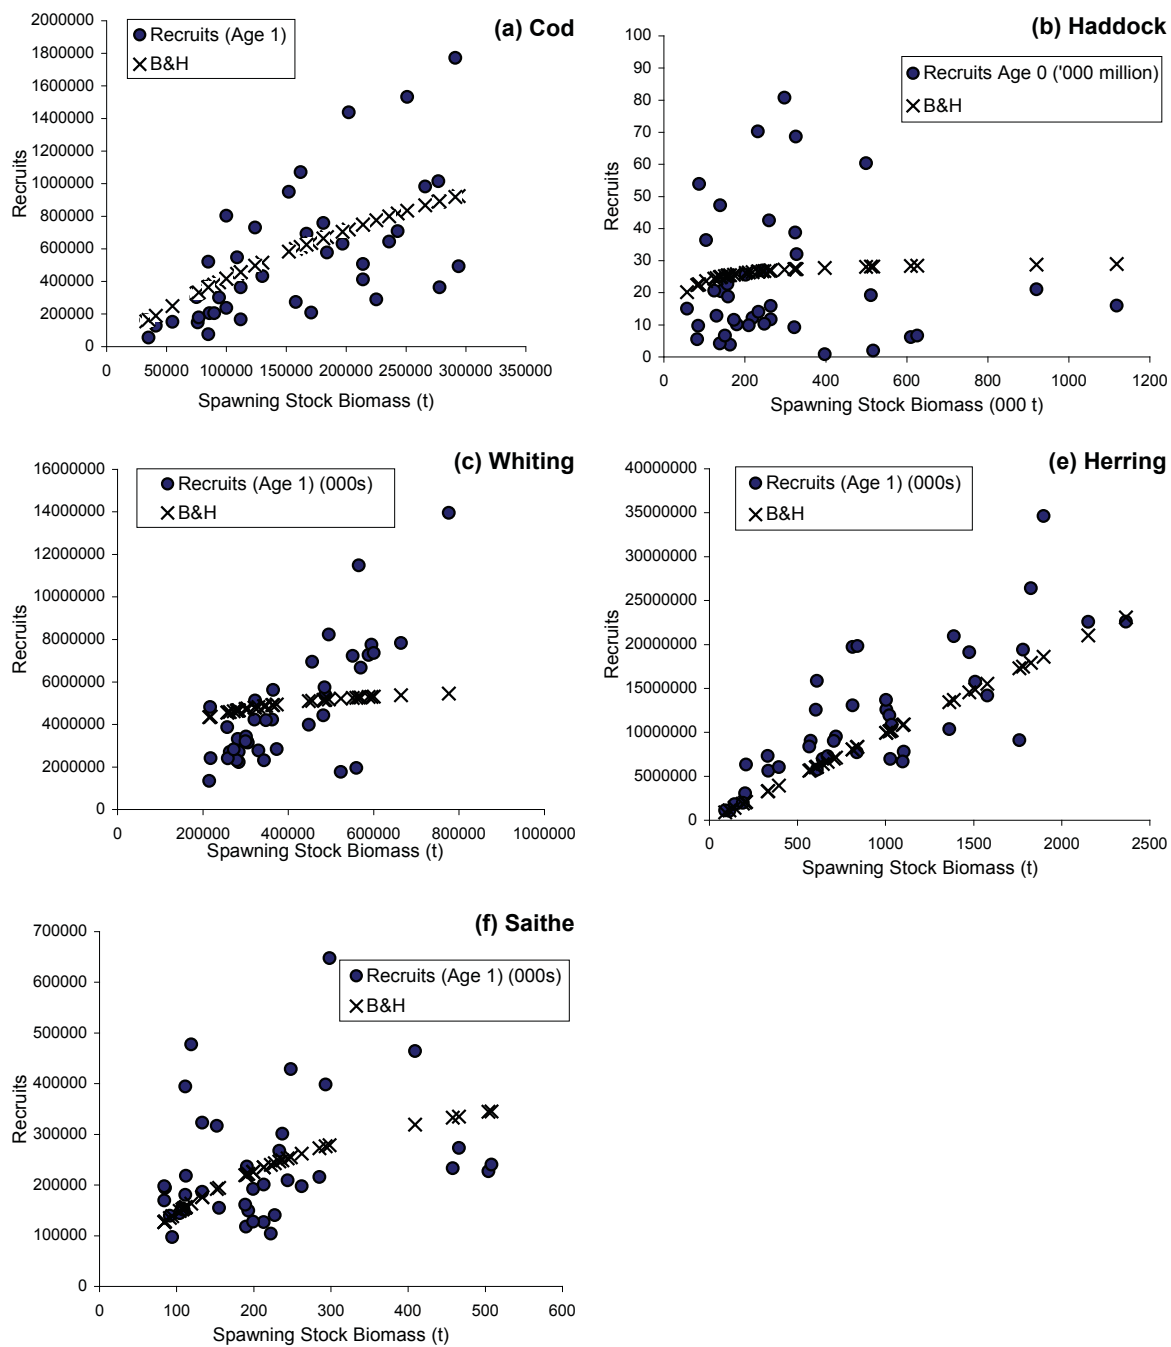 (a) Cod
Recruits (Age 1)
B&H
2000000
1800000
1600000
1400000
1200000
1000000
800000
600000
400000
200000
0
Recruits
0 50000 100000 150000 200000 250000 300000 350000
Spawning Stock Biomass (t)
(b) Haddock
Recruits Age 0 ('000 million)
B&H
100
90
80
70
60
50
40
30
20
10
0
Recruits
0 200 400 600 800 1000 1200
Spawning Stock Biomass (000 t)
(c) Whiting
Recruits (Age 1) (000s)
B&H
16000000
14000000
12000000
10000000
8000000
6000000
4000000
2000000
0
Recruits
0 200000 400000 600000 800000 1000000
Spawning Stock Biomass (t)
(e) Herring
Recruits (Age 1) (000s)
B&H
40000000
35000000
30000000
25000000
20000000
15000000
10000000
5000000
0
Recruits
0 500 1000 1500 2000 2500
Spawning Stock Biomass (t)
(f) Saithe
Recruits (Age 1) (000s)
B&H
700000
600000
500000
400000
300000
200000
100000
0
Recruits
0 100 200 300 400 500 600
Spawning Stock Biomass (t)